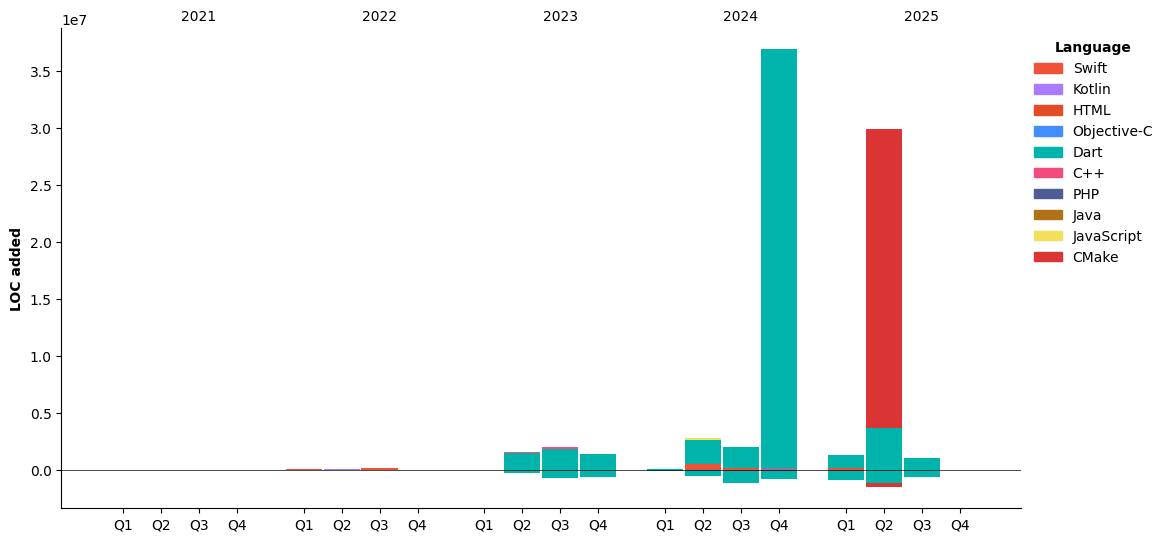 2021 2022 2023 2024 2025
1e7
3.5
3.0
2.5
2.0
1.5
1.0
0.5
0.0
LOC added
Q1 Q2 Q3 Q4 Q1 Q2 Q3 Q4 Q1 Q2 Q3 Q4 Q1 Q2 Q3 Q4 Q1 Q2 Q3 Q4
Language
Swift
Kotlin
HTML
Objective-C
Dart
C++
PHP
Java
JavaScript
CMake